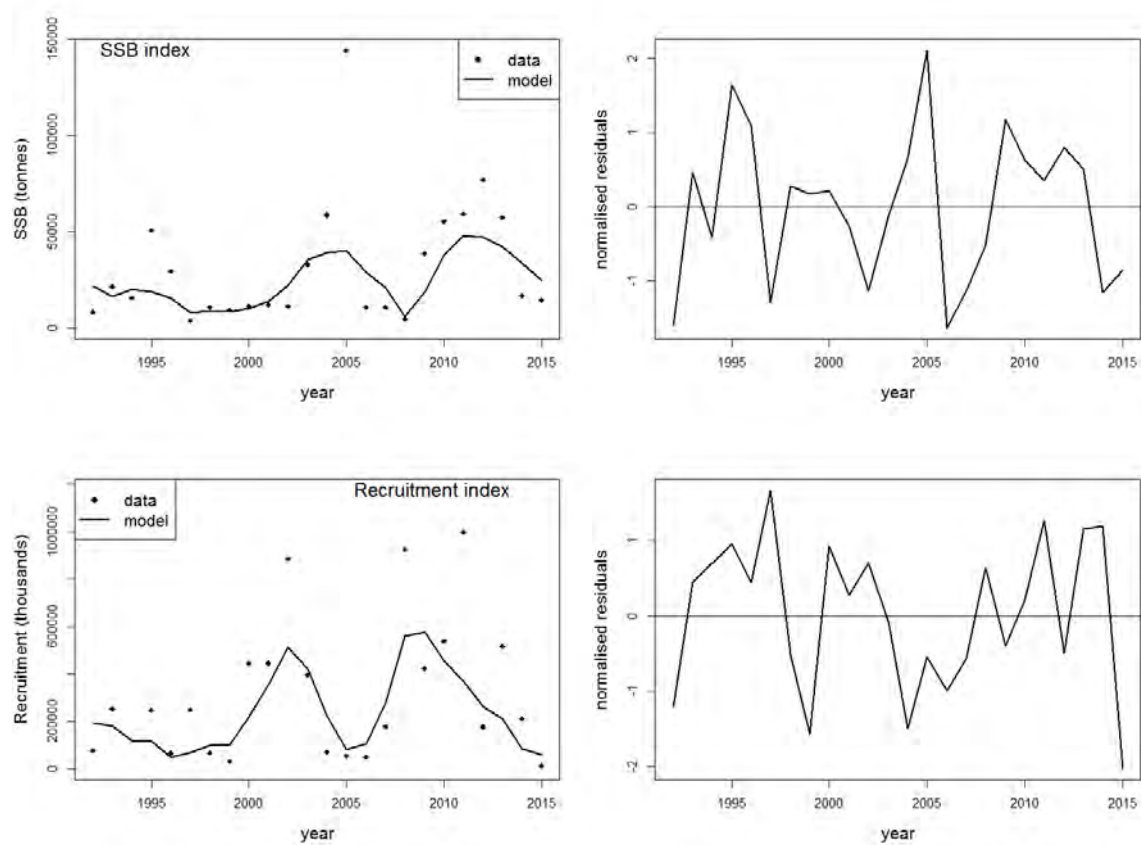 SSB index
data
model
150000
100000
50000
0
SSB (tonnes)
1995
2000
2005
2010
2015
year
2
1
0
-1
normalised residuals
1995
2000
2005
2010
2015
year
Recruitment index
data
model
1000000
600000
200000
0
Recruitment (thousands)
1995
2000
2005
2010
2015
year
1
0
-1
-2
normalised residuals
1995
2000
2005
2010
2015
year